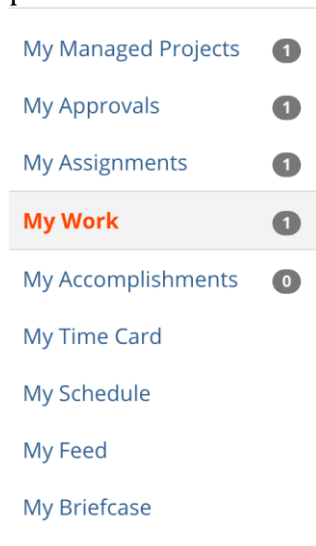 My Managed Projects 1
My Approvals 1
My Assignments 1
My Work 1
My Accomplishments 0
My Time Card
My Schedule
My Feed
My Briefcase